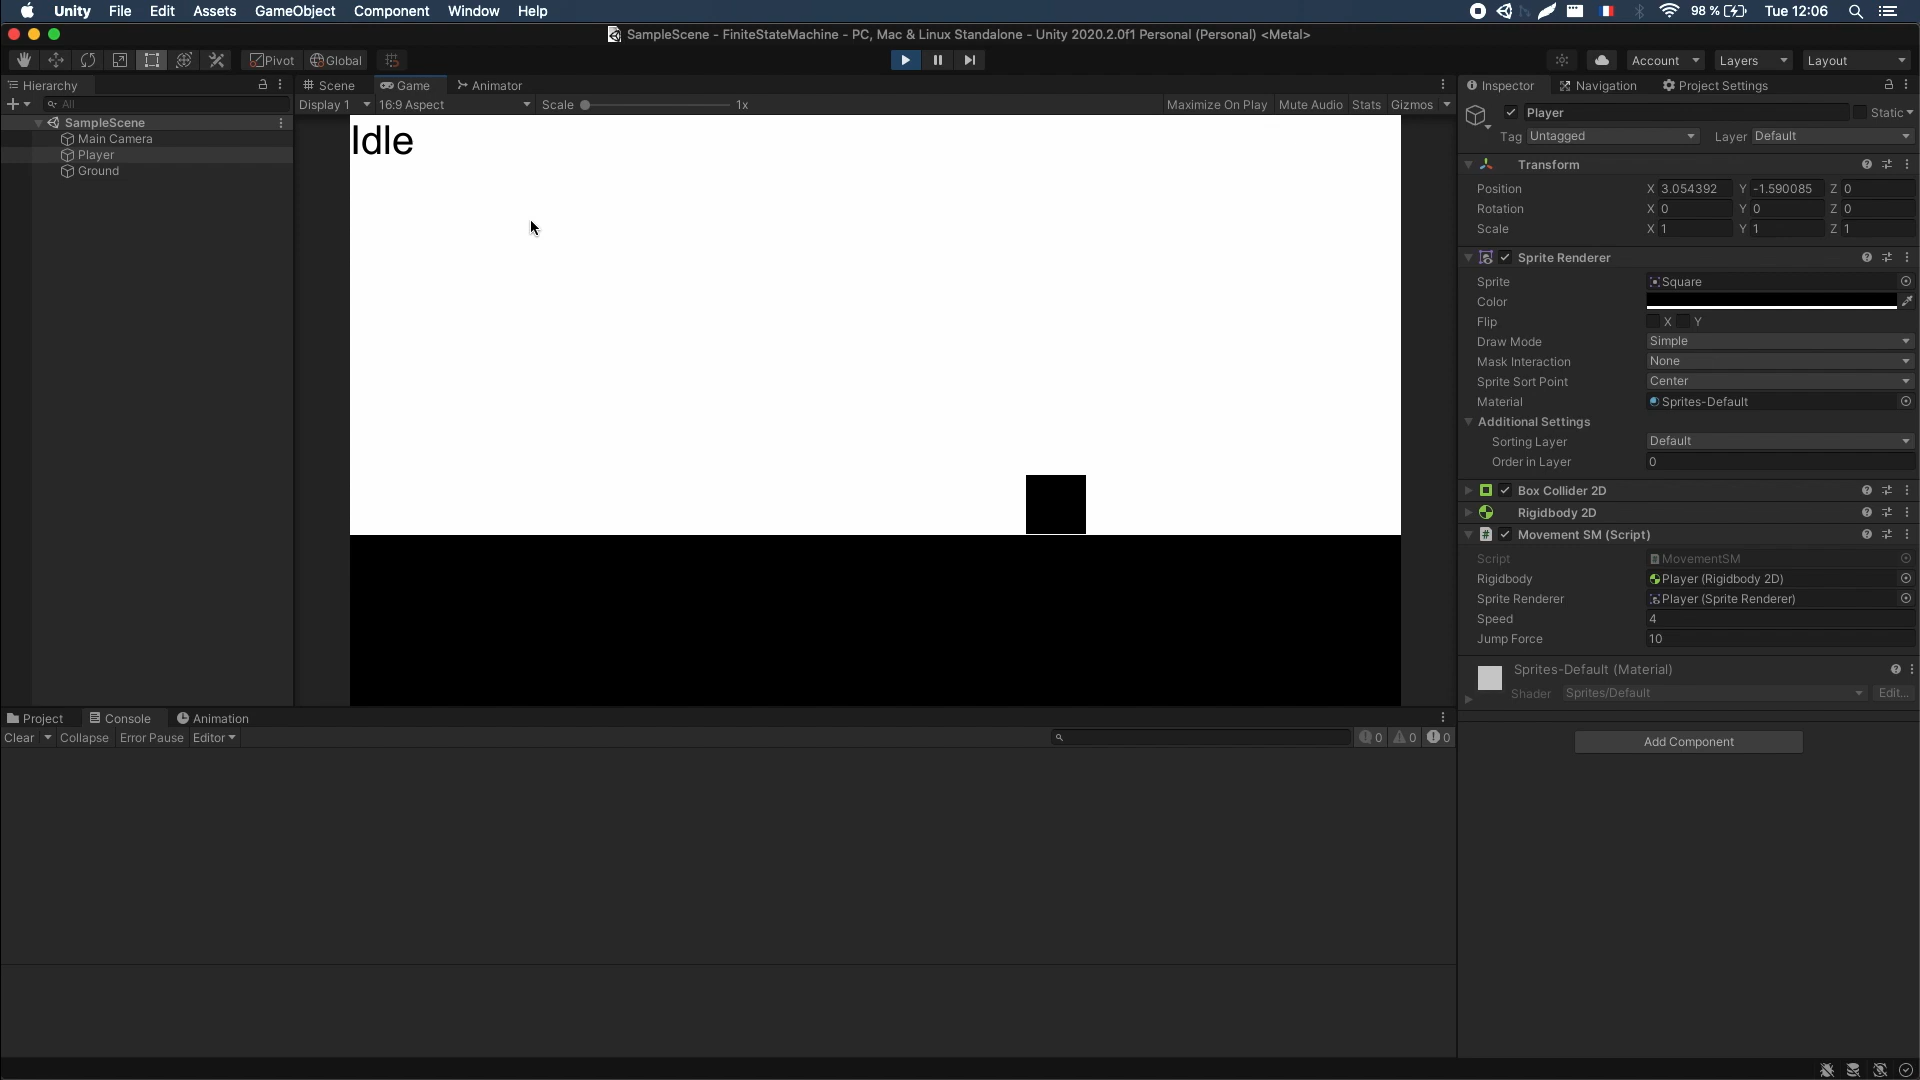 Unity File Edit Assets GameObject Component Window Help 98 % Tue 12:06
SampleScene - FiniteStateMachine - PC, Mac & Linux Standalone - Unity 2020.2.0f1 Personal (Personal) <Metal>
Pivot Global Account Layers Layout
Hierarchy Scene Game Animator Inspector Navigation Project Settings
All Display 1 16:9 Aspect Scale 1x Maximize On Play Mute Audio Stats Gizmos
SampleScene
Main Camera
Player
Ground
Idle
Player Static
Tag Untagged Layer Default
Transform
Position X 3.054392 Y -1.590085 Z 0
Rotation X 0 Y 0 Z 0
Scale X 1 Y 1 Z 1
Sprite Renderer
Sprite Square
Color
Flip X Y
Draw Mode Simple
Mask Interaction None
Sprite Sort Point Center
Material Sprites-Default
Additional Settings
Sorting Layer Default
Order in Layer 0
Box Collider 2D
Rigidbody 2D
Movement SM (Script)
Script MovementSM
Rigidbody Player (Rigidbody 2D)
Sprite Renderer Player (Sprite Renderer)
Speed 4
Jump Force 10
Sprites-Default (Material)
Shader Sprites/Default Edit...
Add Component
Project Console Animation
Clear Collapse Error Pause Editor 0 0 0